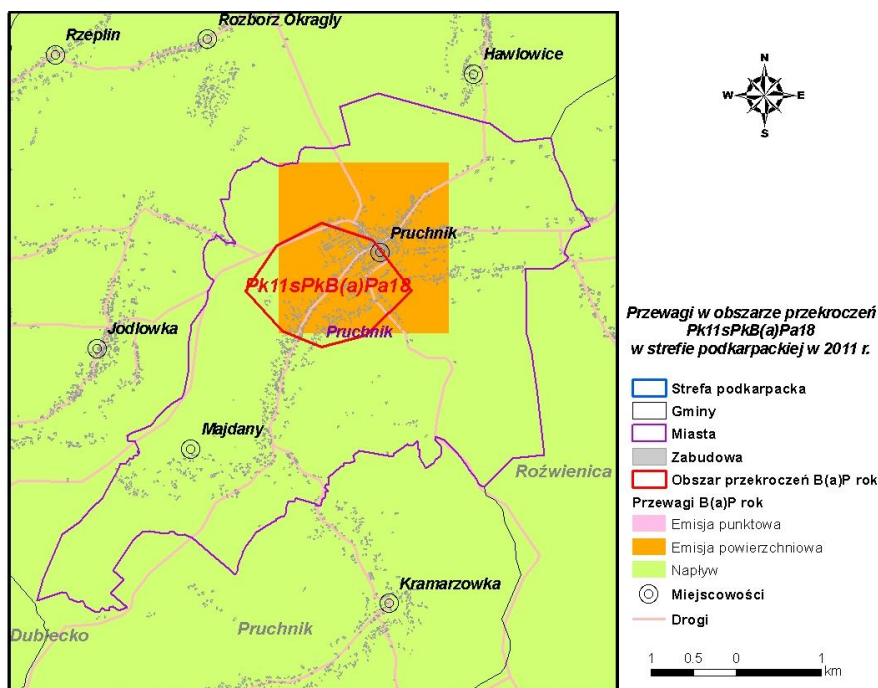 Rozborz Okragly
Rzeplin
Hawlowice
Pruchnik
Pk11sPkB(a)Pa18
Pruchnik
Jodlowka
Majdany
Roźwienica
Kramarzowka
Dubiecko
Pruchnik
N
W E
S
Przewagi w obszarze przekroczeń
Pk11sPkB(a)Pa18
w strefie podkarpackiej w 2011 r.
Strefa podkarpacka
Gminy
Miasta
Zabudowa
Obszar przekroczeń B(a)P rok
Przewagi B(a)P rok
Emisja punktowa
Emisja powierzchniowa
Napływ
Miejscowości
Drogi
1 0.5 0 1
km